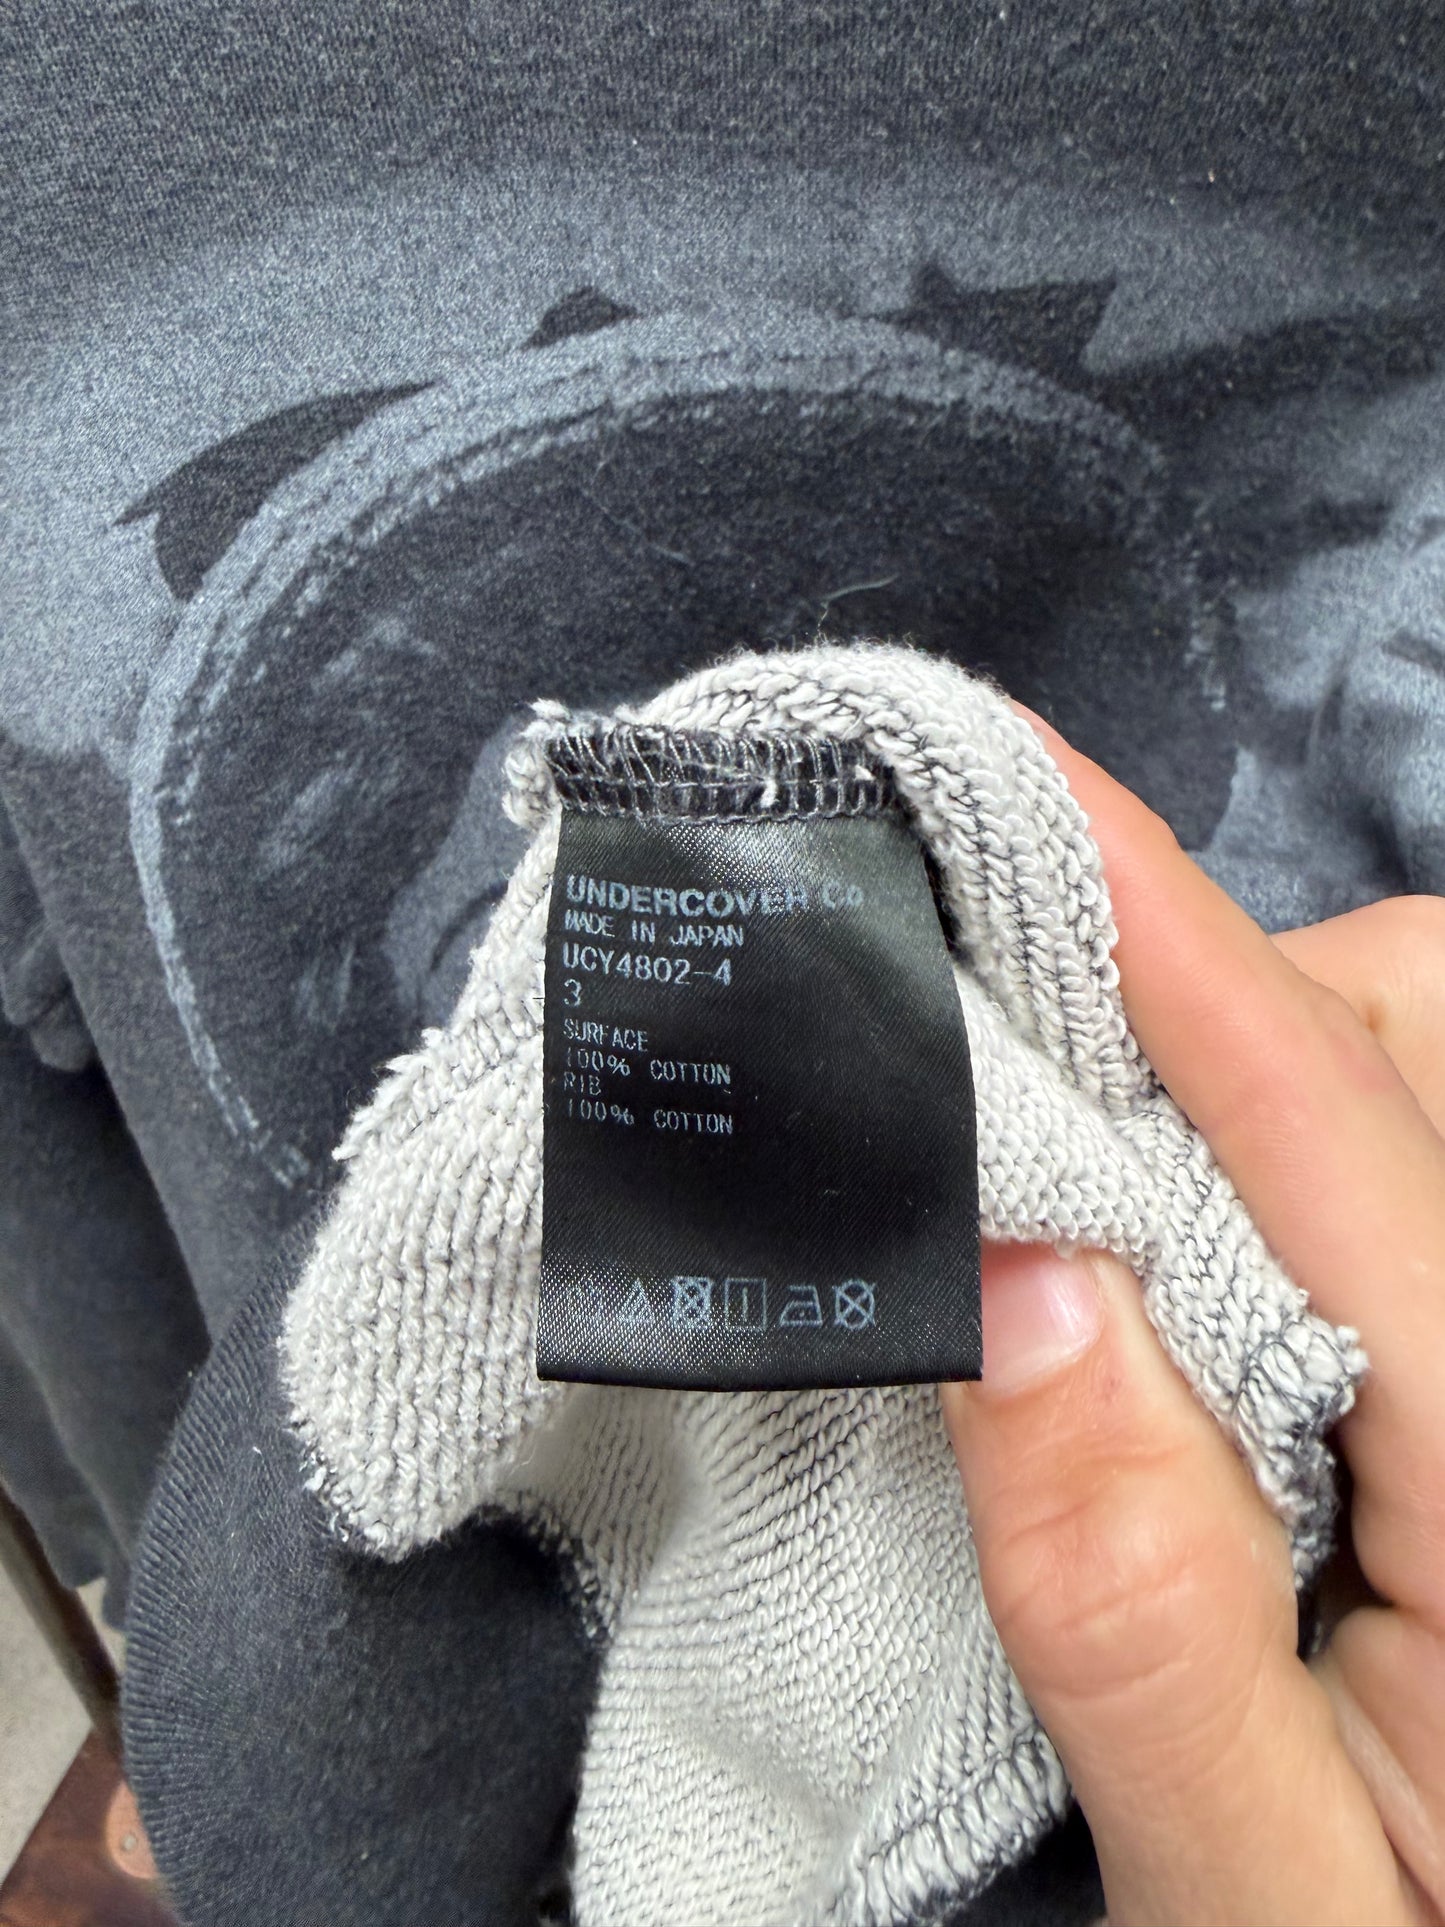 UNDERCOVER Co
MADE IN JAPAN
UCY4802-4
3
SURFACE
100% COTTON
RIB
100% COTTON